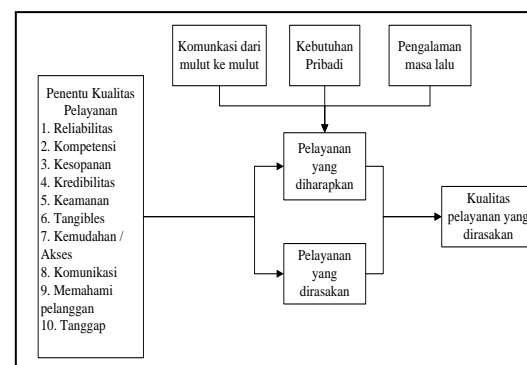 Komunkasi dari
mulut ke mulut
Kebutuhan
Pribadi
Pengalaman
masa lalu
Penentu Kualitas
Pelayanan
1. Reliabilitas
2. Kompetensi
3. Kesopanan
4. Kredibilitas
5. Keamanan
6. Tangibles
7. Kemudahan /
Akses
8. Komunikasi
9. Memahami
pelanggan
10. Tanggap
Pelayanan
yang
diharapkan
Pelayanan
yang
dirasakan
Kualitas
pelayanan yang
dirasakan